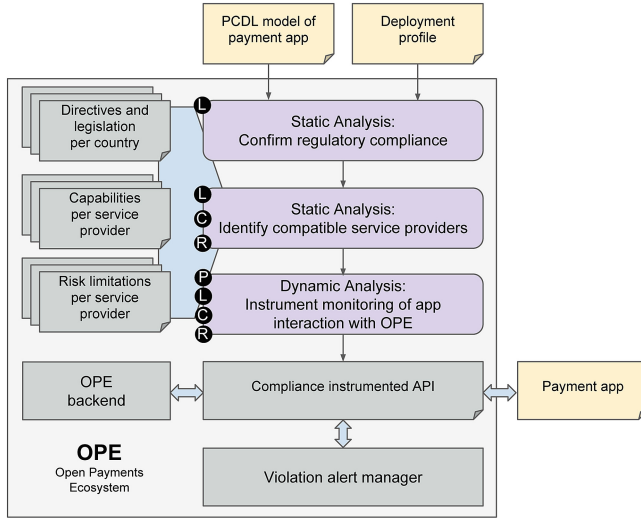 PCDL model of
payment app
Deployment
profile
Directives and
legislation
per country
L
Static Analysis:
Confirm regulatory compliance
Capabilities
per service
provider
L
C
R
Static Analysis:
Identify compatible service providers
Risk limitations
per service
provider
P
L
C
R
Dynamic Analysis:
Instrument monitoring of app
interaction with OPE
OPE
backend
Compliance instrumented API
Payment app
OPE
Open Payments
Ecosystem
Violation alert manager